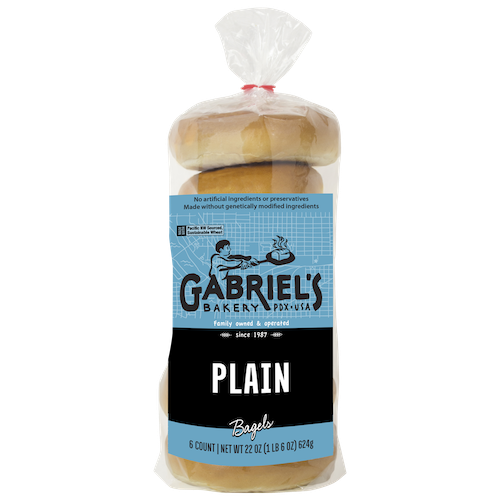 No artificial ingredients or preservatives
Made without genetically modified ingredients
Pacific NW Sourced,
Sustainable Wheat
GABRIEL'S
BAKERY PDX•USA
family owned & operated
since 1987
PLAIN
Bagels
6 COUNT | NET WT 22 OZ (1 LB 6 OZ) 624g